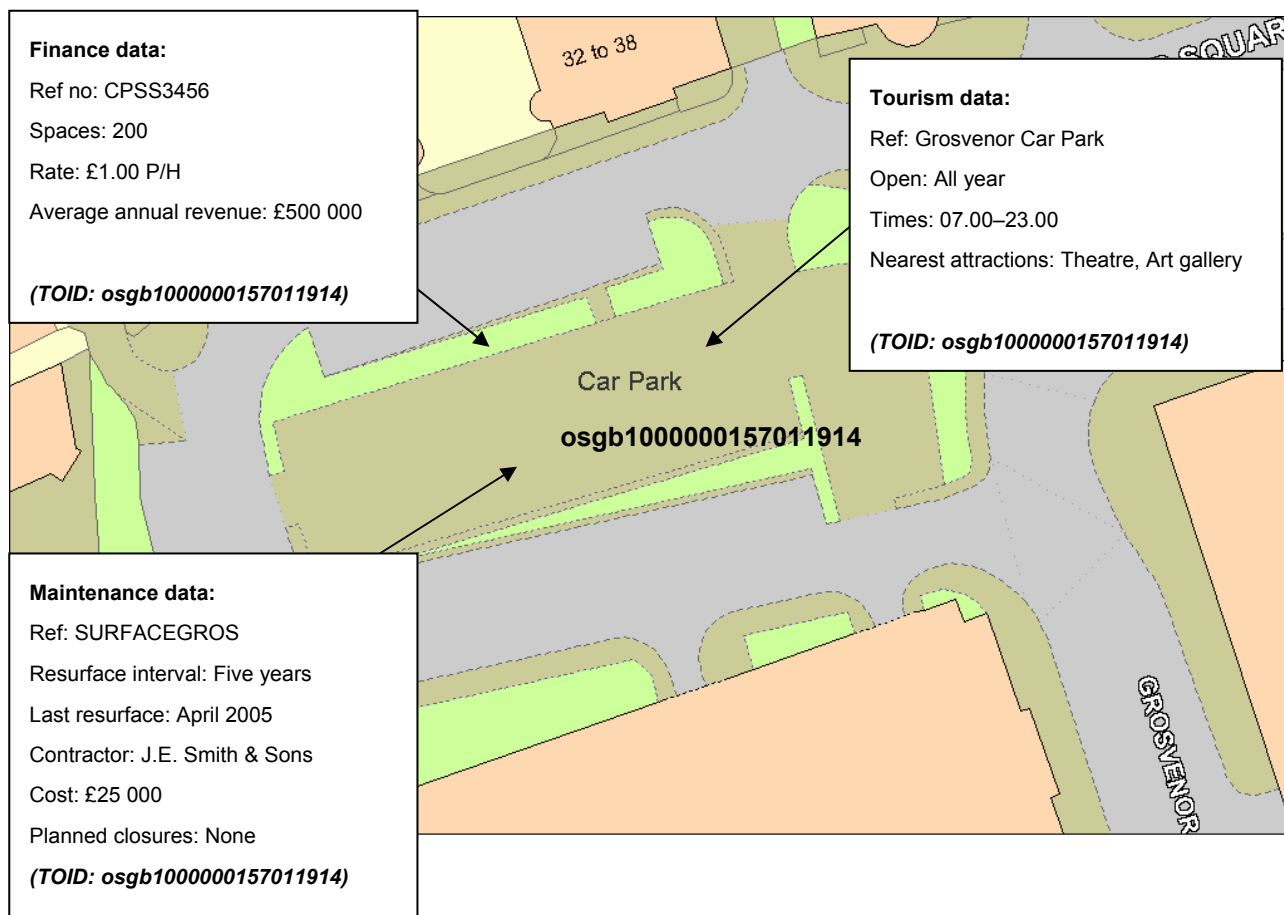 Finance data:
Ref no: CPSS3456
Spaces: 200
Rate: £1.00 P/H
Average annual revenue: £500 000
(TOID: osgb1000000157011914)
32 to 38
SQUAR
Tourism data:
Ref: Grosvenor Car Park
Open: All year
Times: 07.00–23.00
Nearest attractions: Theatre, Art gallery
(TOID: osgb1000000157011914)
Car Park
osgb1000000157011914
Maintenance data:
Ref: SURFACEGROS
Resurface interval: Five years
Last resurface: April 2005
Contractor: J.E. Smith & Sons
Cost: £25 000
Planned closures: None
(TOID: osgb1000000157011914)
GROSVENOR